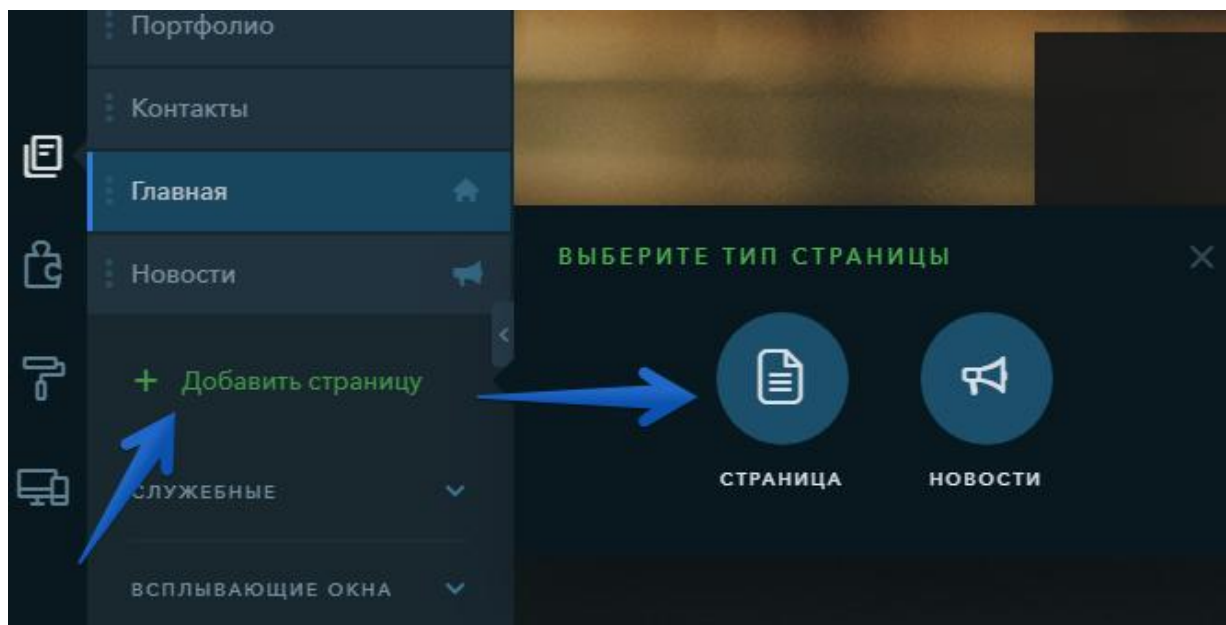 Портфолио
Контакты
Главная
Новости
+ Добавить страницу
СЛУЖЕБНЫЕ
ВСПЛЫВАЮЩИЕ ОКНА
ВЫБЕРИТЕ ТИП СТРАНИЦЫ
СТРАНИЦА
НОВОСТИ